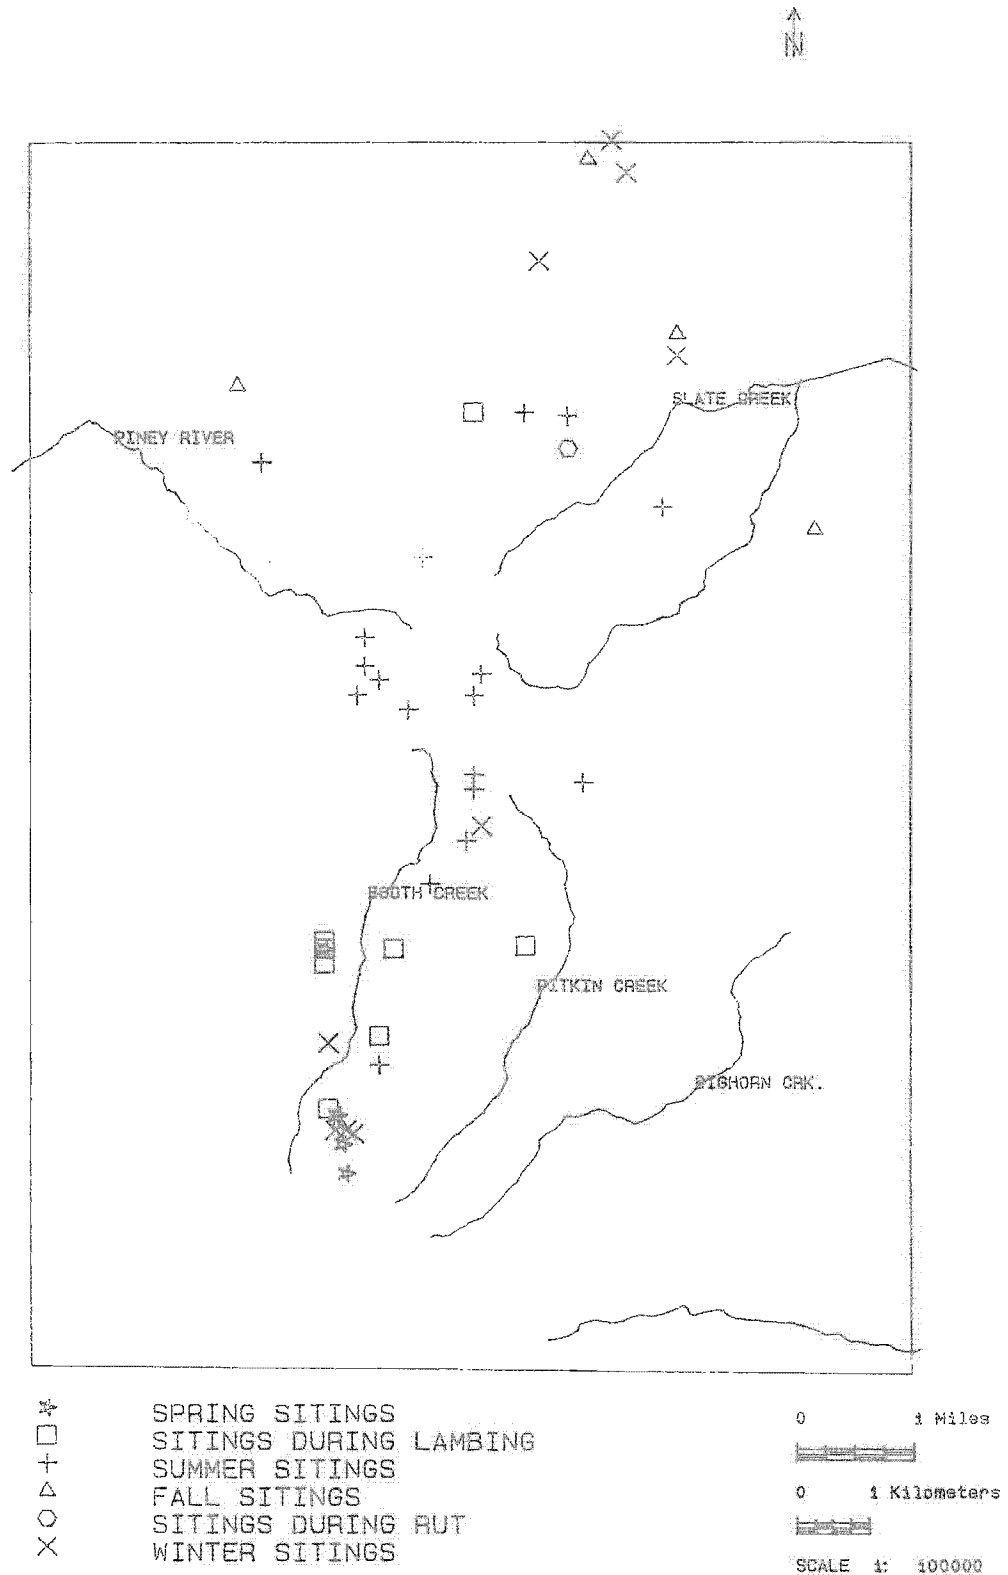 N
SLATE CREEK
PINEY RIVER
BOOTH CREEK
PITKIN CREEK
BIGHORN CRK.
SPRING SITINGS
SITINGS DURING LAMBING
SUMMER SITINGS
FALL SITINGS
SITINGS DURING RUT
WINTER SITINGS
0 1 Miles
0 1 Kilometers
SCALE 1: 100000